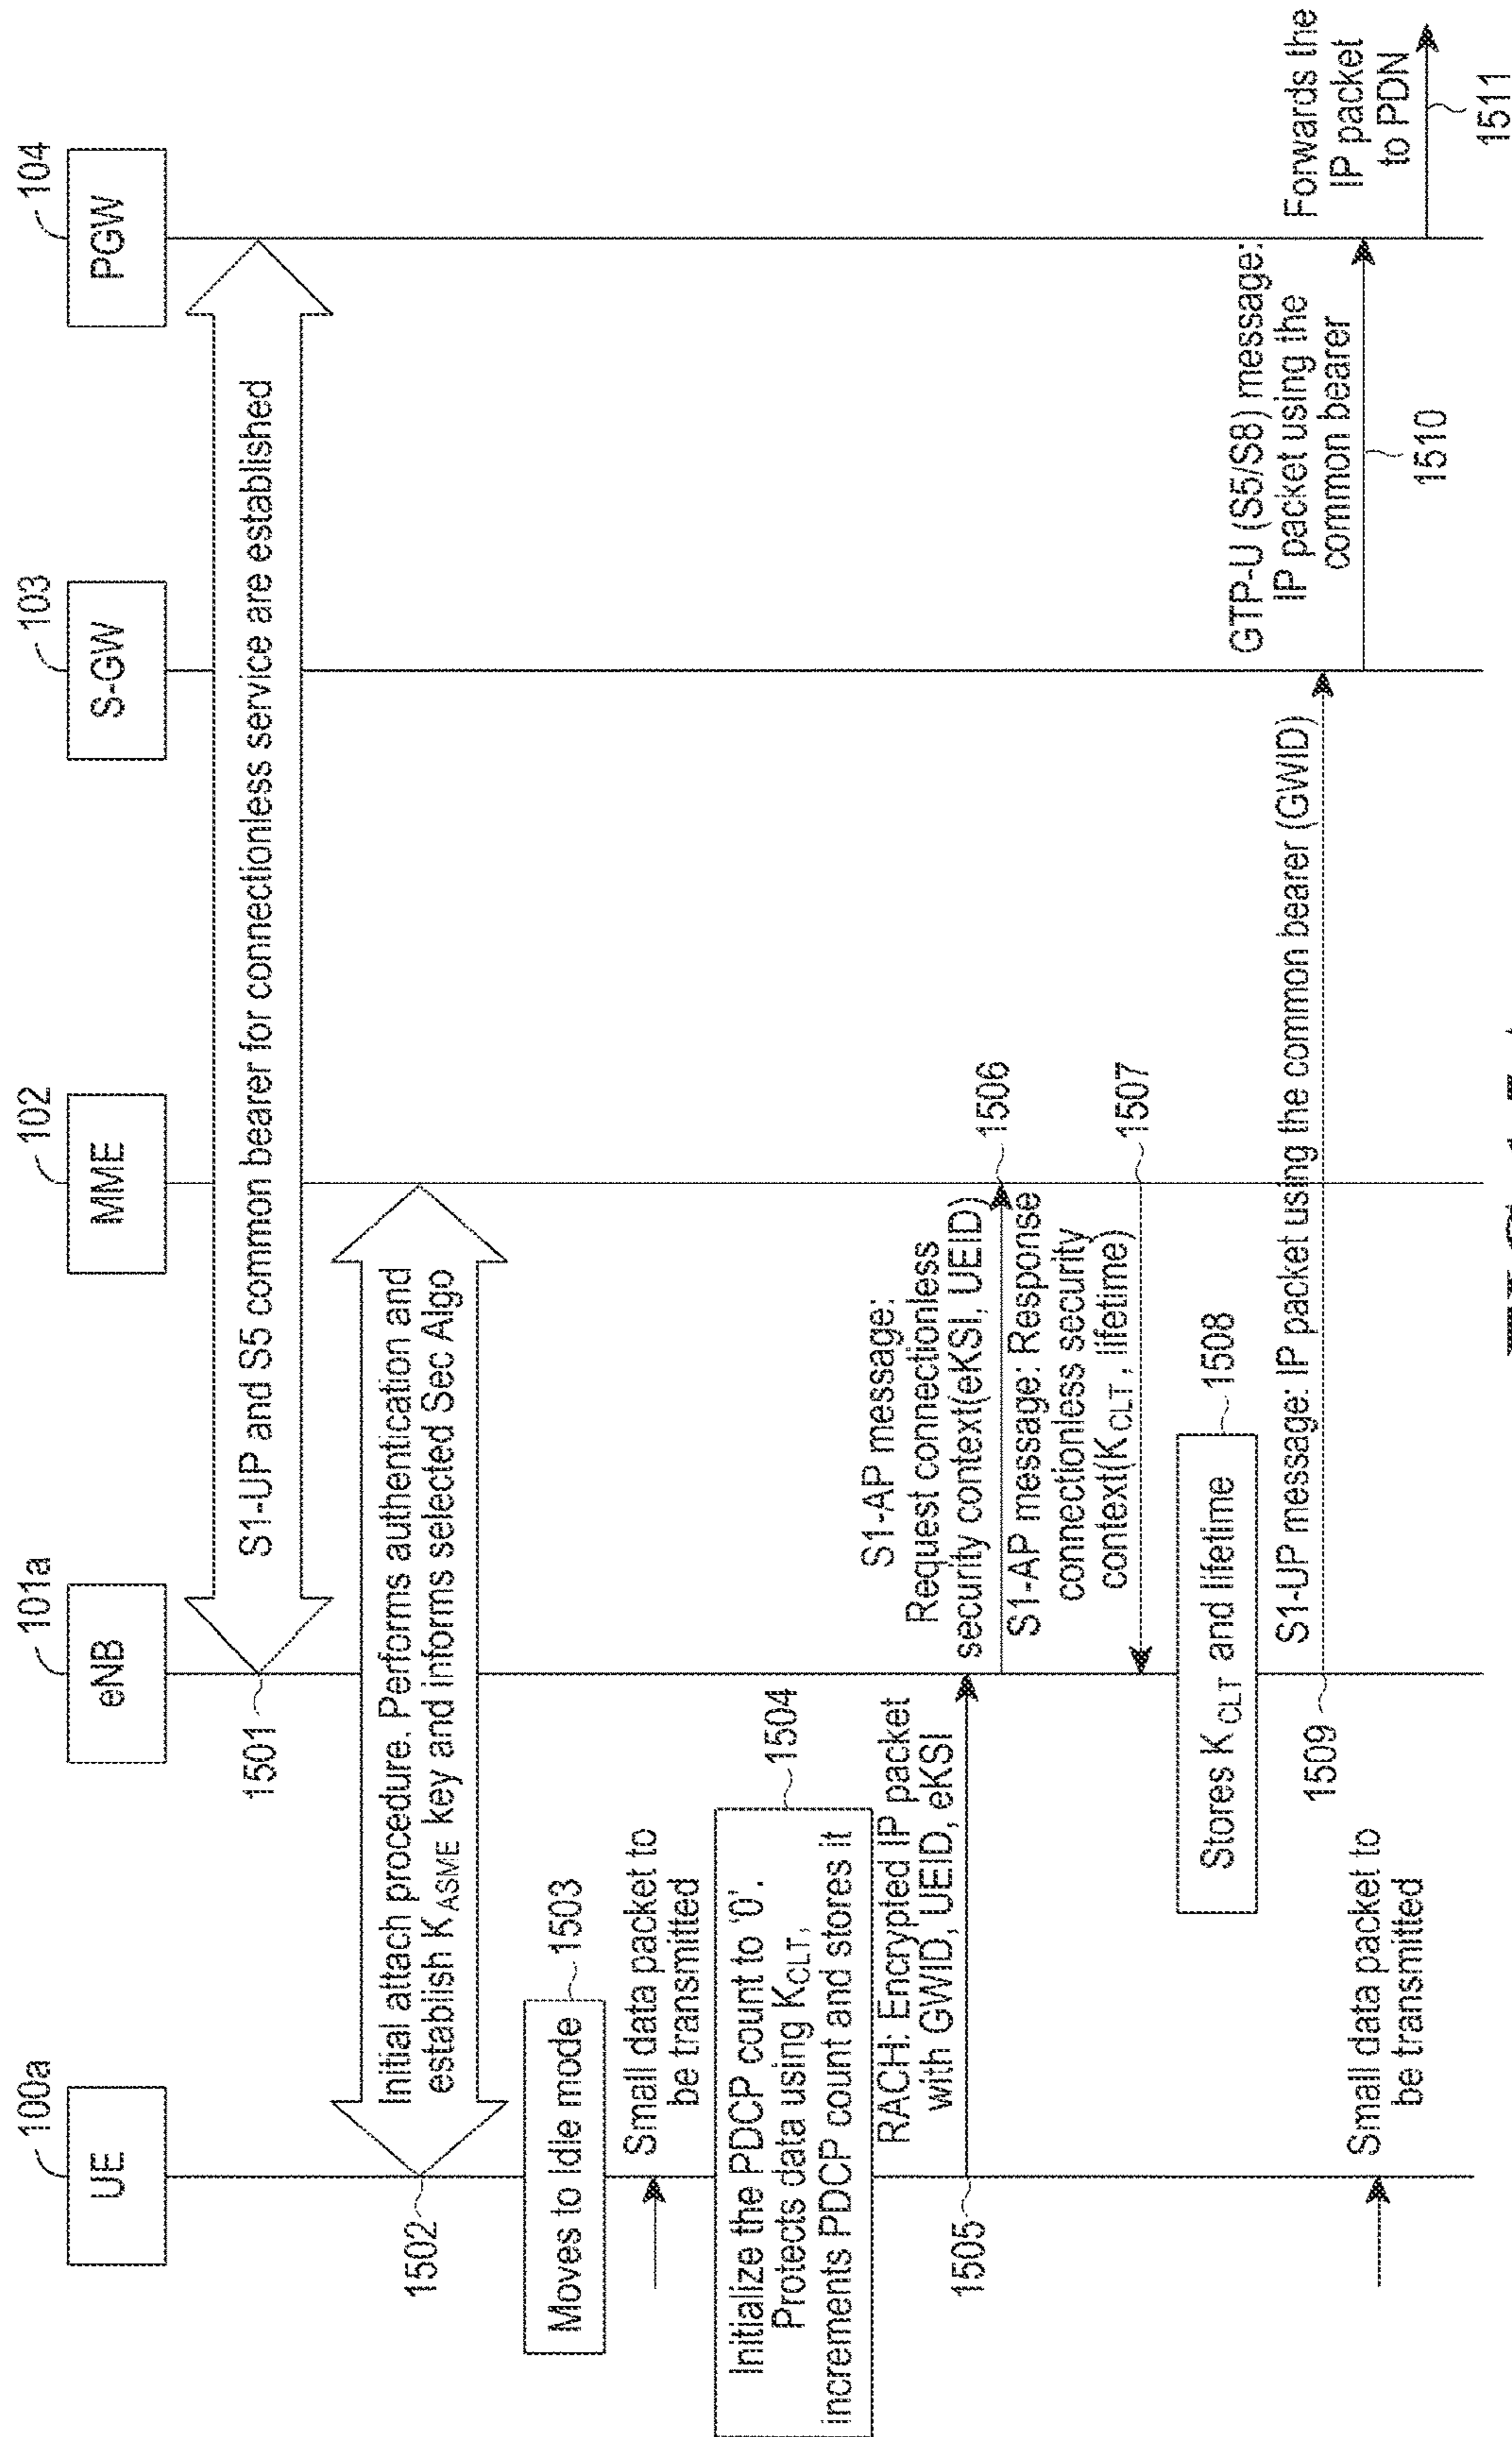 100a
UE
101a
eNB
102
MME
103
S-GW
104
PGW
S1-UP and S5 common bearer for connectionless service are established
1501
Initial attach procedure. Performs authentication and
establish K ASME key and informs selected Sec Algo
1502
Moves to Idle mode
1503
Small data packet to
be transmitted
Initialize the PDCP count to '0'.
Protects data using KCLT,
increments PDCP count and stores it
1504
RACH: Encrypted IP packet
with GWID, UEID, eKSI
1505
S1-AP message:
Request connectionless
security context(eKSI, UEID)
1506
S1-AP message: Response
connectionless security
context(KCLT, lifetime)
1507
Stores K CLT and lifetime
1508
S1-UP message: IP packet using the common bearer (GWID)
1509
GTP-U (S5/S8) message:
IP packet using the
common bearer
1510
Forwards the
IP packet
to PDN
1511
Small data packet to
be transmitted